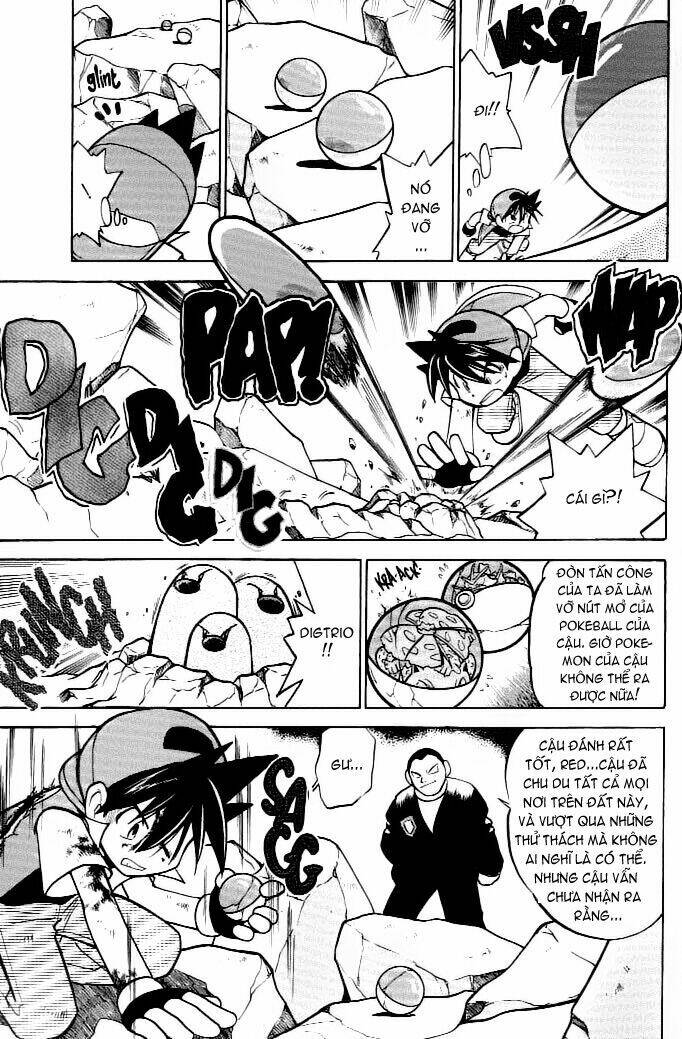 VSSH
ĐI!!
NÓ
ĐANG
VỠ
...
glint
WAP
CÁI GÌ?!
PAP!
DIG
DIG
DIG
ĐÒN TẤN CÔNG
CỦA TA ĐÃ LÀM
VỠ NÚT MỞ CỦA
POKEBALL CỦA
CẬU. GIỜ POKE-
MON CỦA CẬU
KHÔNG THỂ RA
ĐƯỢC NỮA!
KRA-ACK!
DIGTRIO
!!
KRUNCH
CẬU ĐÁNH RẤT
TỐT, RED...CẬU ĐÃ
CHU DU TẤT CẢ MỌI
NƠI TRÊN ĐẤT NÀY,
VÀ VƯỢT QUA NHỮNG
THỬ THÁCH MÀ KHÔNG
AI NGHĨ LÀ CÓ THỂ.
NHƯNG CẬU VẪN
CHƯA NHẬN RA
RẰNG...
GƯ...
SAGG